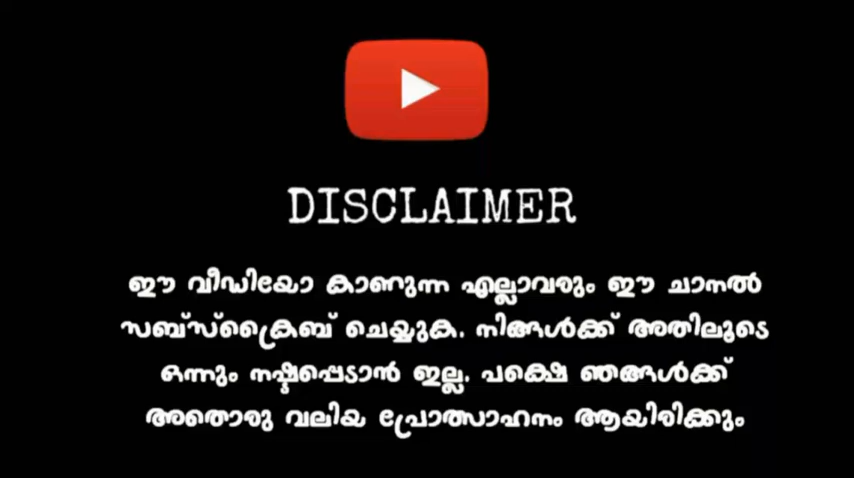 DISCLAIMER
ഈ വീഡിയോ കാണുന്ന എല്ലാവരും ഈ ചാനൽ
സബ്സ്ക്രൈബ് ചെയ്യുക. നിങ്ങൾക്ക് അതിലൂടെ
ഒന്നും നഷ്ടപ്പെടാൻ ഇല്ല. പക്ഷെ ഞങ്ങൾക്ക്
അതൊരു വലിയ പ്രോത്സാഹനം ആയിരിക്കും